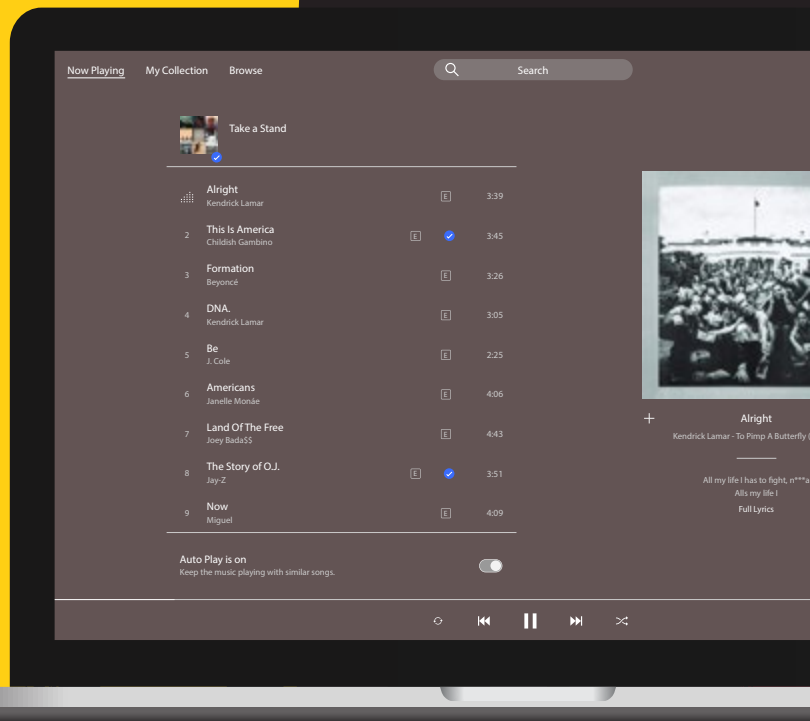 Now Playing My Collection Browse Search
Take a Stand
Alright E 3:39
Kendrick Lamar
2 This Is America E 3:45
Childish Gambino
3 Formation E 3:26
Beyoncé
4 DNA. E 3:05
Kendrick Lamar
5 Be E 2:25
J. Cole
6 Americans E 4:06
Janelle Monáe
7 Land Of The Free E 4:43
Joey Bada$$
8 The Story of O.J. E 3:51
Jay-Z
9 Now E 4:09
Miguel
Auto Play is on
Keep the music playing with similar songs.
Alright
Kendrick Lamar - To Pimp A Butterfly (
All my life I has to fight, n***a
Alls my life I
Full Lyrics